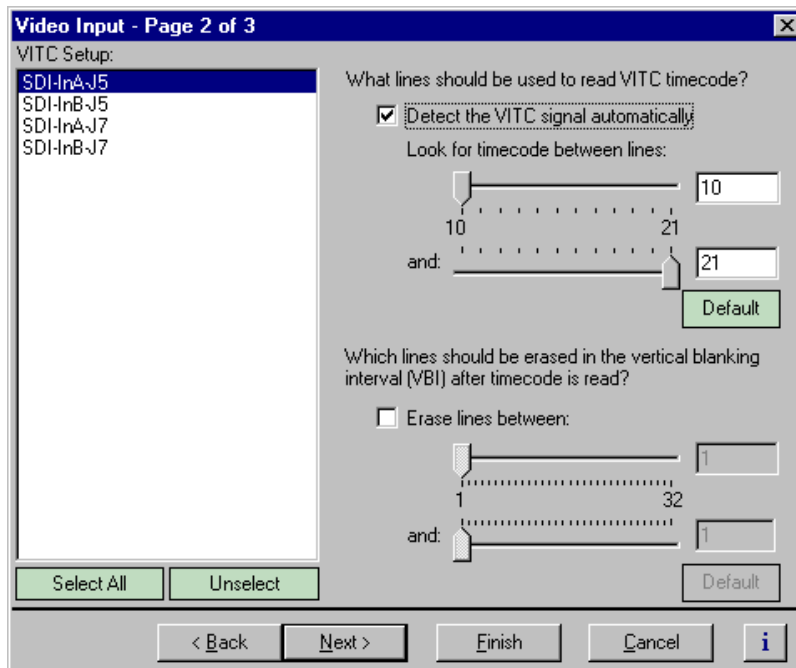 Video Input - Page 2 of 3
VITC Setup:
SDI-InA-J5
SDI-InB-J5
SDI-InA-J7
SDI-InB-J7
Select All
Unselect
What lines should be used to read VITC timecode?
Detect the VITC signal automatically
Look for timecode between lines:
10
10 21
and:
21
Default
Which lines should be erased in the vertical blanking
interval (VBI) after timecode is read?
Erase lines between:
1
1 32
and:
1
Default
< Back
Next >
Finish
Cancel
i